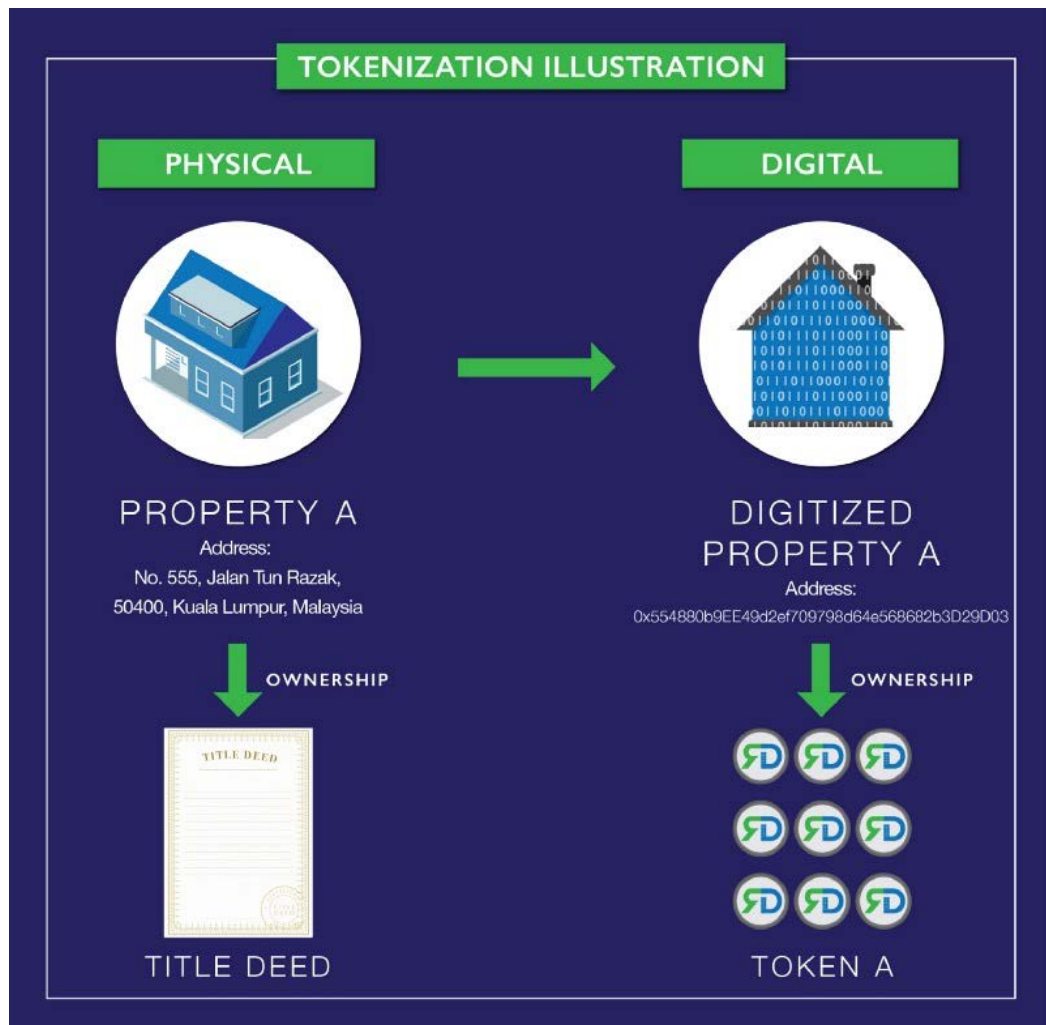 TOKENIZATION ILLUSTRATION
PHYSICAL
DIGITAL
PROPERTY A
Address:
No. 555, Jalan Tun Razak,
50400, Kuala Lumpur, Malaysia
DIGITIZED
PROPERTY A
Address:
0x554880b9EE49d2ef709798d64e568682b3D29D03
OWNERSHIP
OWNERSHIP
TITLE DEED
TITLE DEED
TOKEN A